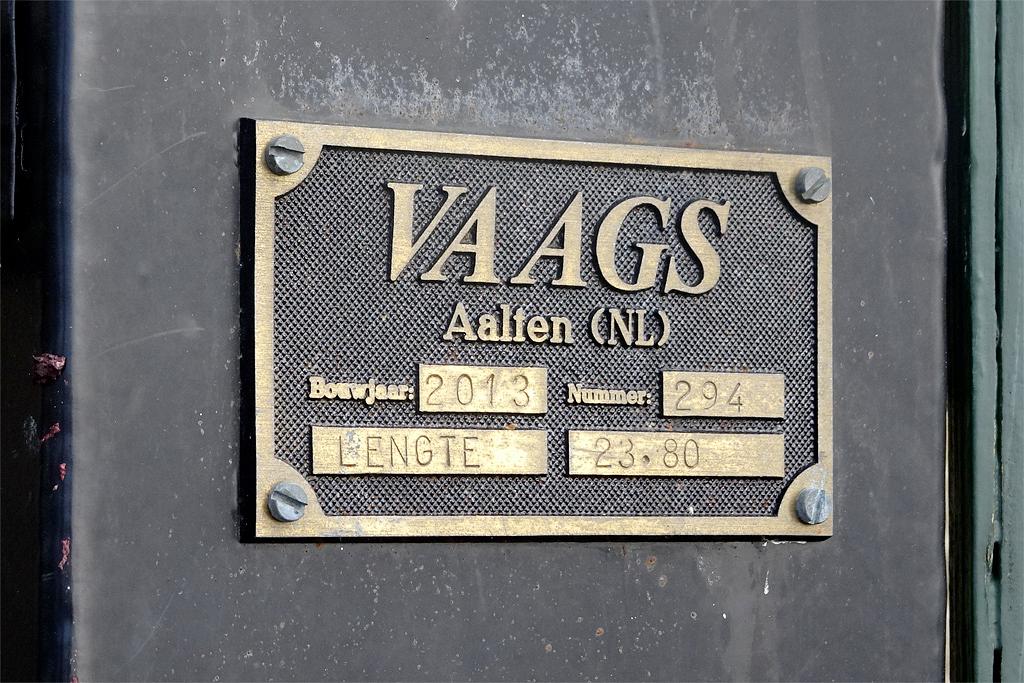 VAAGS
Aalten (NL)
Bouwjaar: 2013 Nummer: 294
LENGTE 23.80